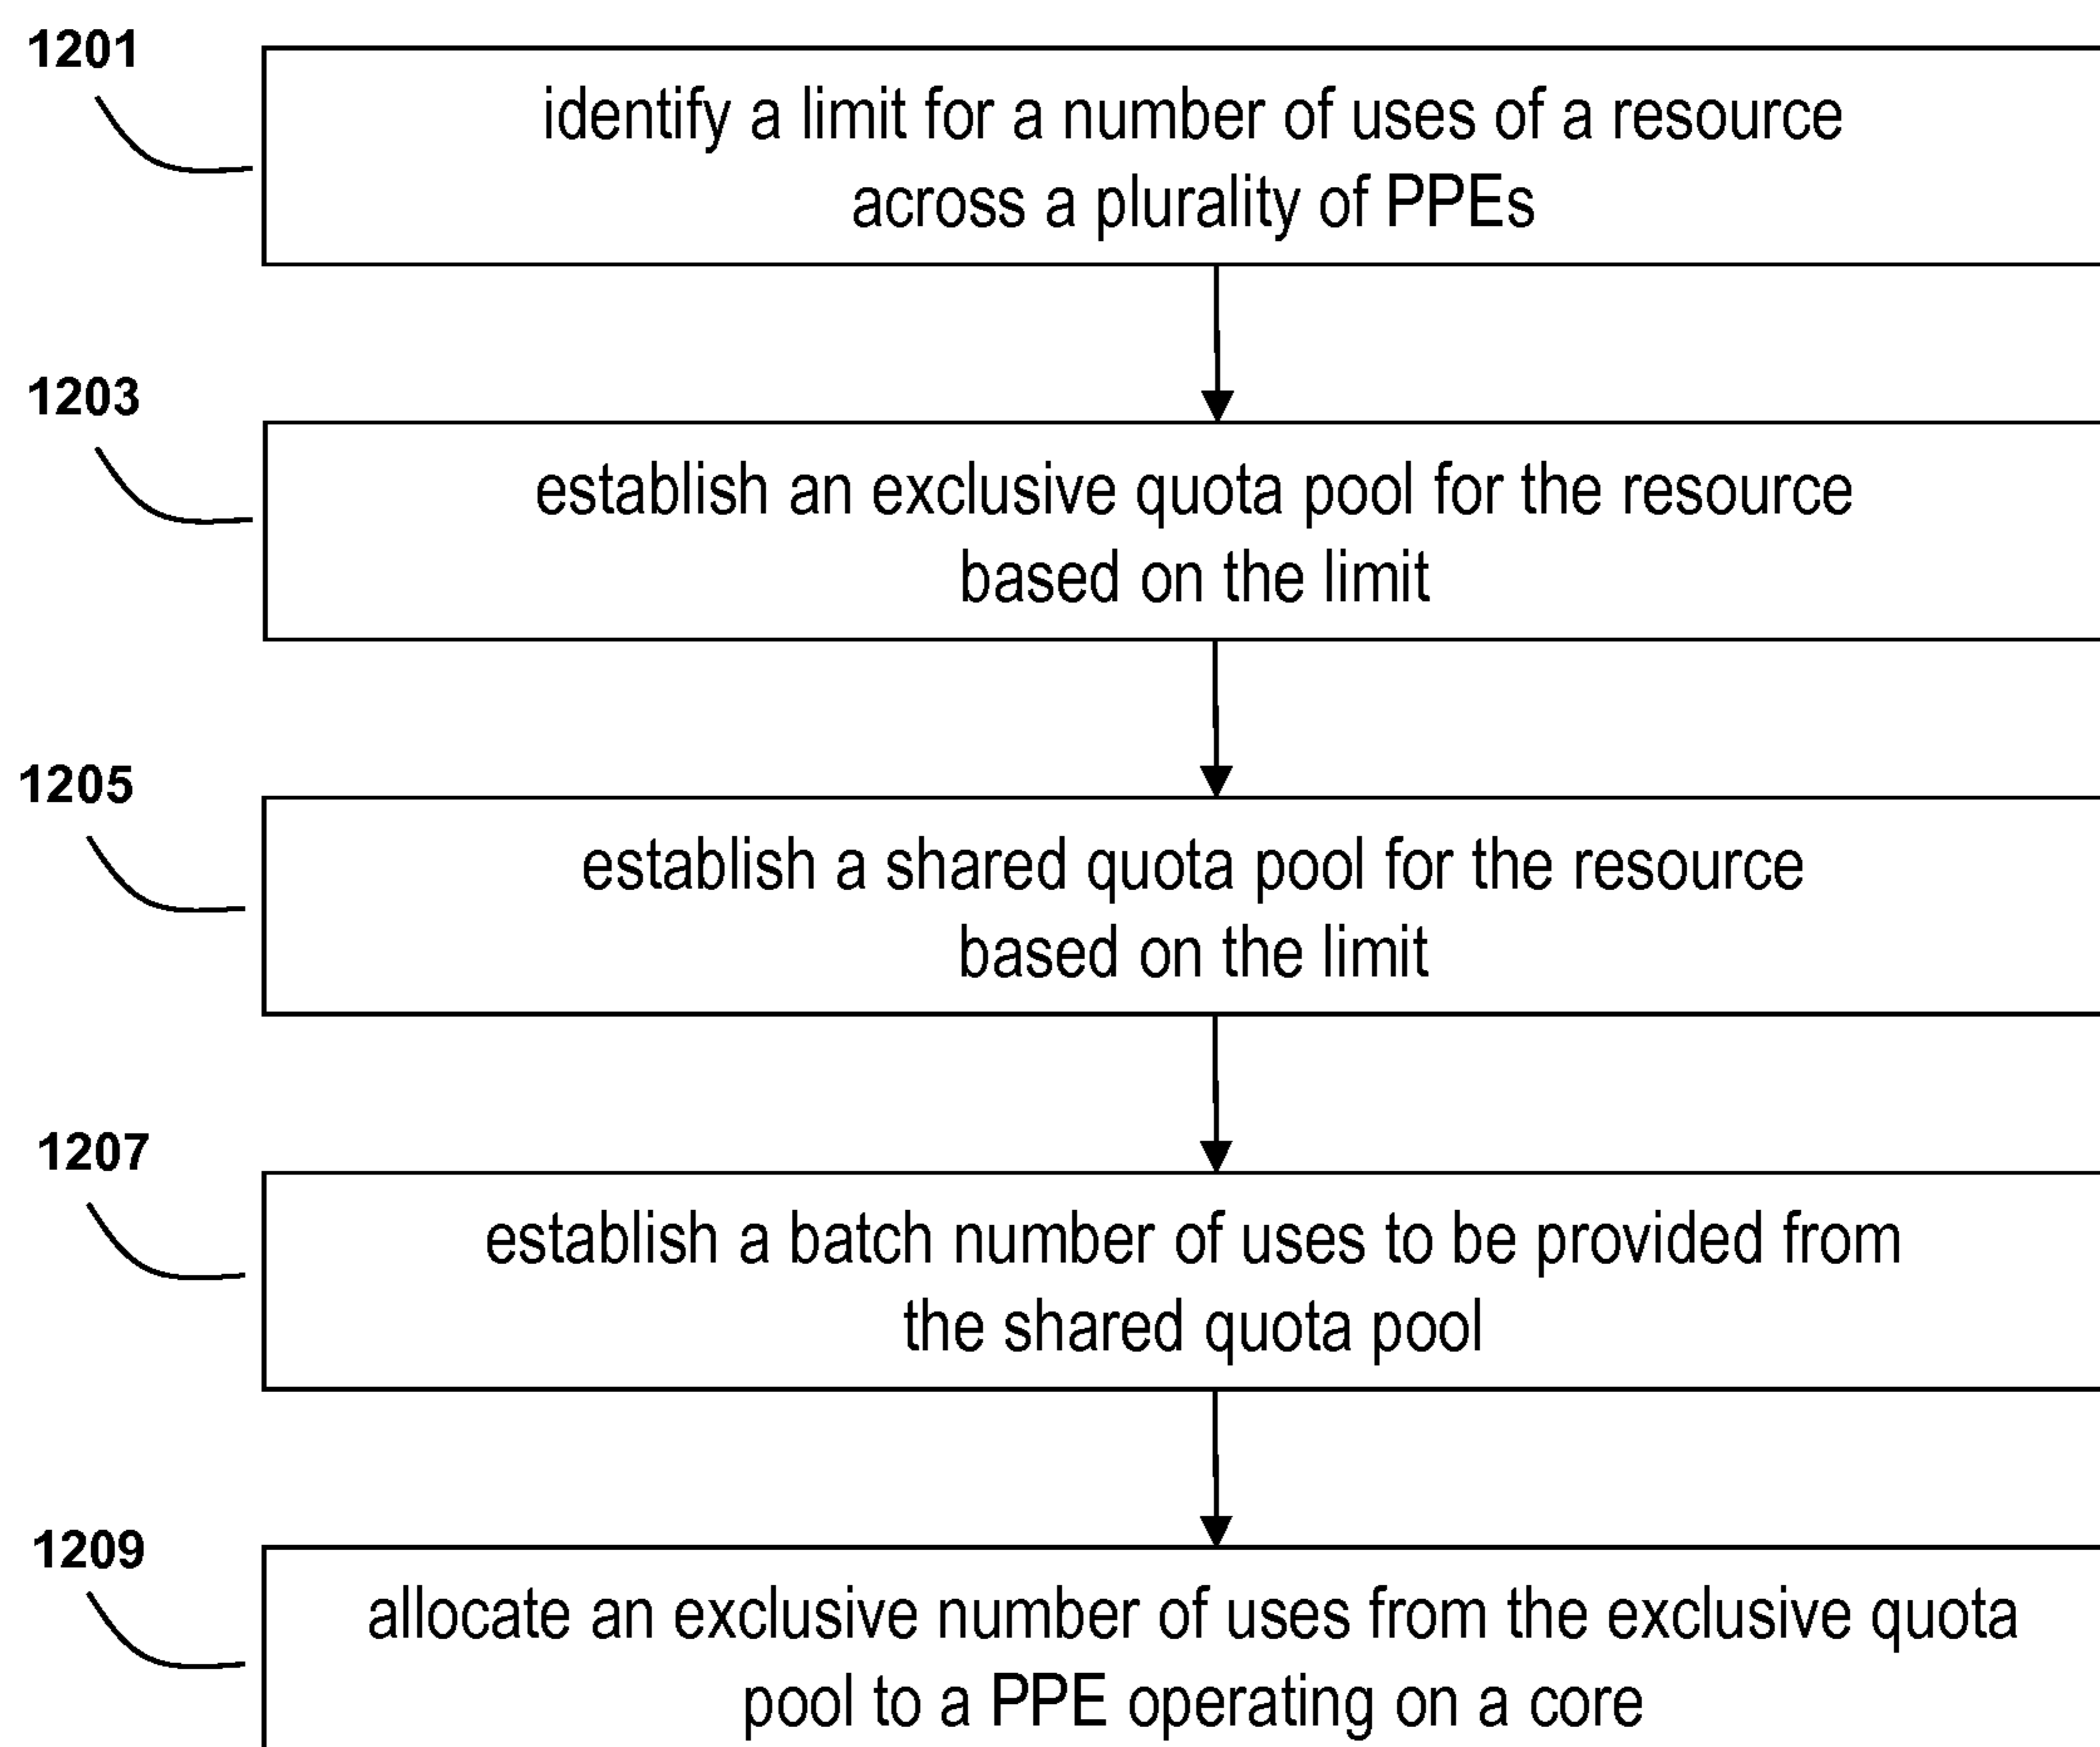 1201
identify a limit for a number of uses of a resource
across a plurality of PPEs
1203
establish an exclusive quota pool for the resource
based on the limit
1205
establish a shared quota pool for the resource
based on the limit
1207
establish a batch number of uses to be provided from
the shared quota pool
1209
allocate an exclusive number of uses from the exclusive quota
pool to a PPE operating on a core